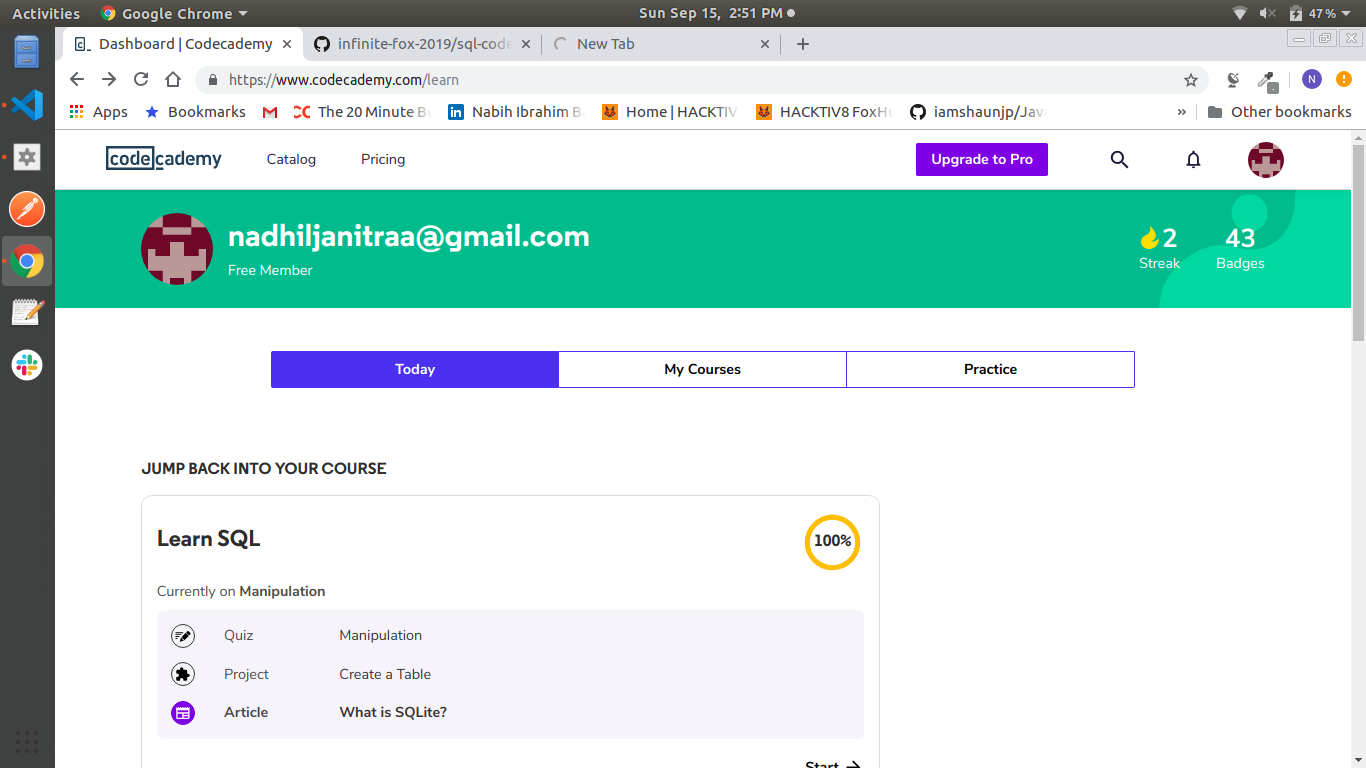 Activities Google Chrome Sun Sep 15, 2:51 PM 47%
Dashboard | Codecademy infinite-fox-2019/sql-code New Tab
https://www.codecademy.com/learn N
Apps Bookmarks The 20 Minute Nabih Ibrahim Home | HACKTIV HACKTIV8 iamshaunjp/Jav » Other bookmarks
codecademy Catalog Pricing Upgrade to Pro
nadhiljanitraa@gmail.com 2 43
Free Member Streak Badges
Today My Courses Practice
JUMP BACK INTO YOUR COURSE
Learn SQL 100%
Currently on Manipulation
Quiz Manipulation
Project Create a Table
Article What is SQLite?
Start